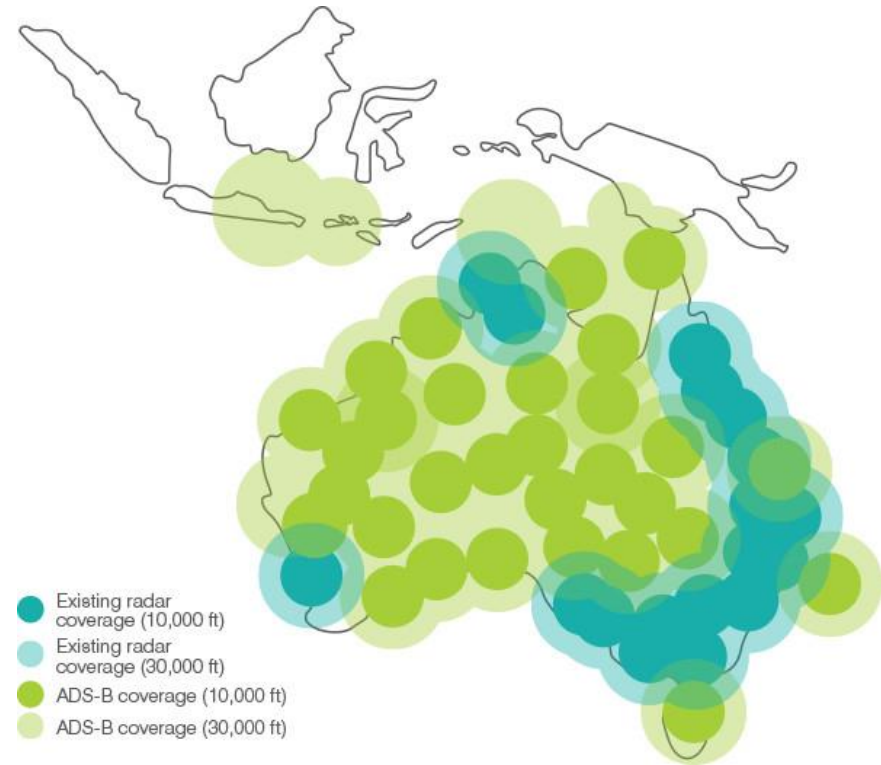 Existing radar
coverage (10,000 ft)
Existing radar
coverage (30,000 ft)
ADS-B coverage (10,000 ft)
ADS-B coverage (30,000 ft)